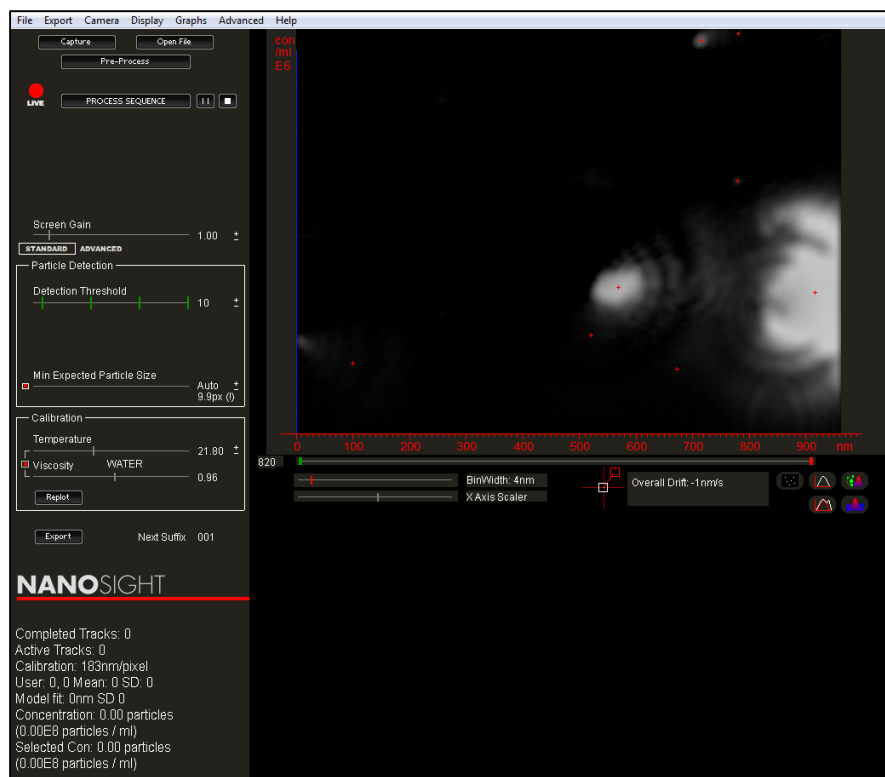 File Export Camera Display Graphs Advanced Help
Capture Open File
Pre-Process
LIVE PROCESS SEQUENCE
Screen Gain
1.00 ±
STANDARD ADVANCED
Particle Detection
Detection Threshold
10 ±
Min Expected Particle Size
Auto ±
9.9px (!)
Calibration
Temperature
21.80 ±
Viscosity WATER
0.96
Replot
Export Next Suffix 001
NANOSIGHT
Completed Tracks: 0
Active Tracks: 0
Calibration: 183nm/pixel
User: 0, 0 Mean: 0 SD: 0
Model fit: 0nm SD 0
Concentration: 0.00 particles
(0.00E8 particles / ml)
Selected Con: 0.00 particles
(0.00E8 particles / ml)
con
/ml
E6
0 100 200 300 400 500 600 700 800 900 nm
820
BinWidth: 4nm
X Axis Scaler
Overall Drift: -1nm/s